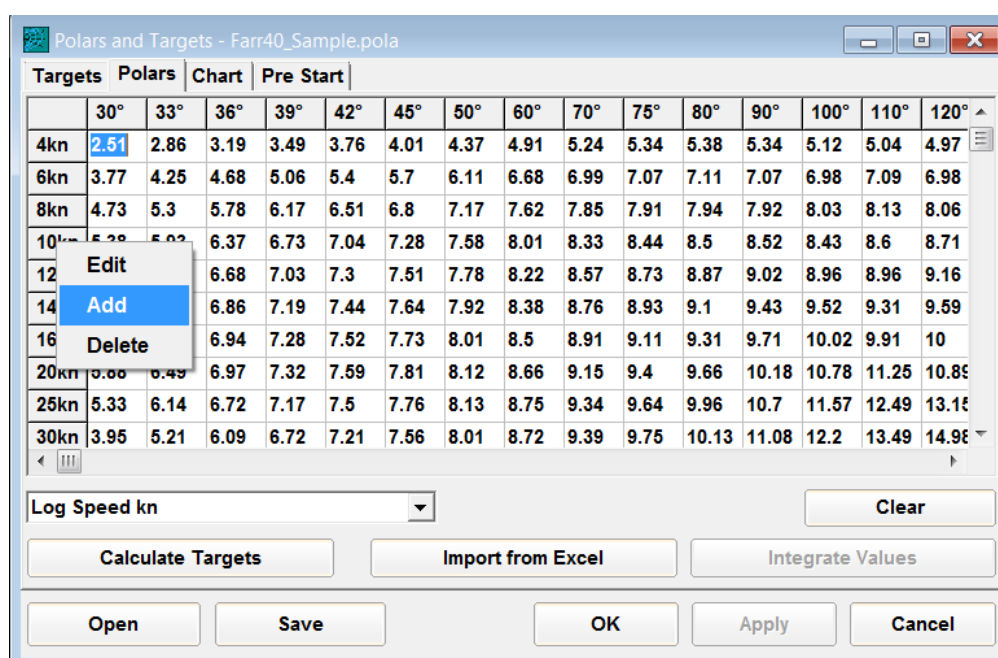 Polars and Targets - Farr40_Sample.pola
Targets Polars Chart Pre Start
30° 33° 36° 39° 42° 45° 50° 60° 70° 75° 80° 90° 100° 110° 120°
4kn 2.51 2.86 3.19 3.49 3.76 4.01 4.37 4.91 5.24 5.34 5.38 5.34 5.12 5.04 4.97
6kn 3.77 4.25 4.68 5.06 5.4 5.7 6.11 6.68 6.99 7.07 7.11 7.07 6.98 7.09 6.98
8kn 4.73 5.3 5.78 6.17 6.51 6.8 7.17 7.62 7.85 7.91 7.94 7.92 8.03 8.13 8.06
10kn 6.37 6.73 7.04 7.28 7.58 8.01 8.33 8.44 8.5 8.52 8.43 8.6 8.71
12 6.68 7.03 7.3 7.51 7.78 8.22 8.57 8.73 8.87 9.02 8.96 8.96 9.16
14 6.86 7.19 7.44 7.64 7.92 8.38 8.76 8.93 9.1 9.43 9.52 9.31 9.59
16 6.94 7.28 7.52 7.73 8.01 8.5 8.91 9.11 9.31 9.71 10.02 9.91 10
20kn 5.88 6.49 6.97 7.32 7.59 7.81 8.12 8.66 9.15 9.4 9.66 10.18 10.78 11.25 10.89
25kn 5.33 6.14 6.72 7.17 7.5 7.76 8.13 8.75 9.34 9.64 9.96 10.7 11.57 12.49 13.15
30kn 3.95 5.21 6.09 6.72 7.21 7.56 8.01 8.72 9.39 9.75 10.13 11.08 12.2 13.49 14.98
Edit
Add
Delete
Log Speed kn
Clear
Calculate Targets Import from Excel Integrate Values
Open Save OK Apply Cancel